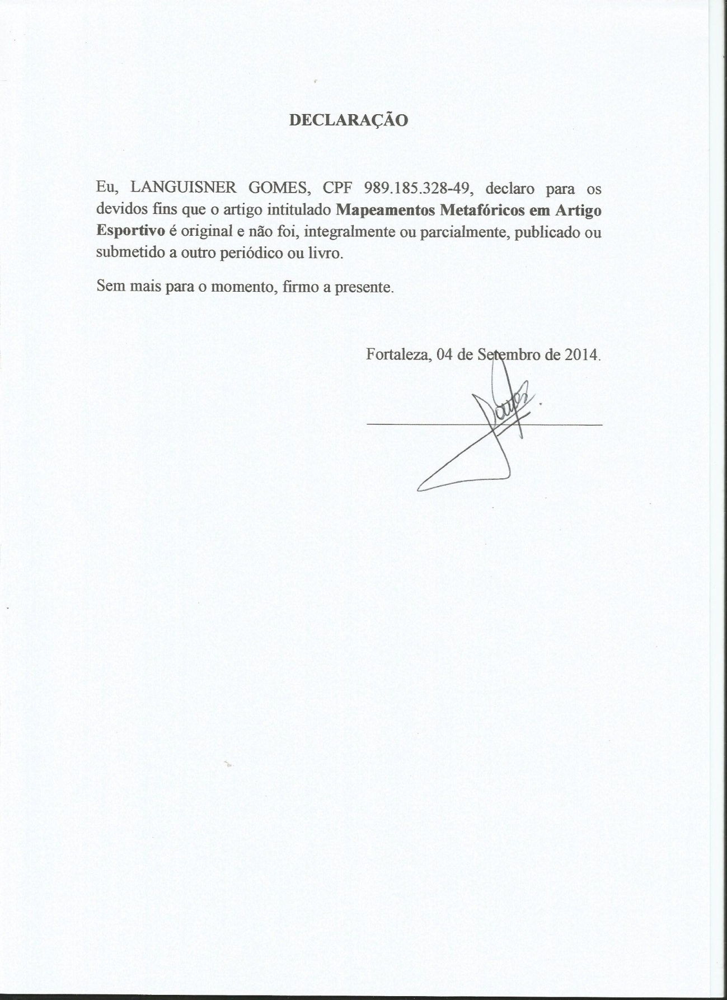 DECLARAÇÃO
Eu, LANGUISNER GOMES, CPF 989.185.328-49, declaro para os
devidos fins que o artigo intitulado Mapeamentos Metafóricos em Artigo
Esportivo é original e não foi, integralmente ou parcialmente, publicado ou
submetido a outro periódico ou livro.
Sem mais para o momento, firmo a presente.
Fortaleza, 04 de Setembro de 2014.